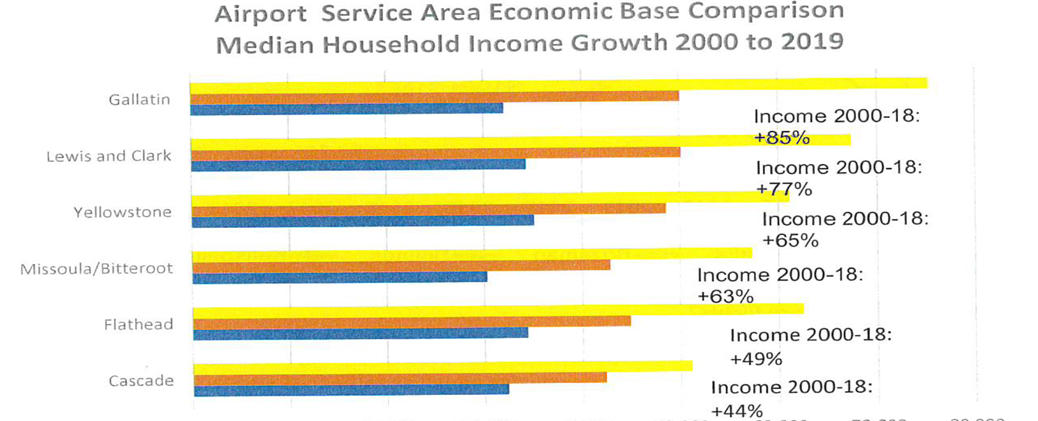 Airport Service Area Economic Base Comparison
Median Household Income Growth 2000 to 2019
Gallatin
Income 2000-18:
+85%
Lewis and Clark
Income 2000-18:
+77%
Yellowstone
Income 2000-18:
+65%
Missoula/Bitteroot
Income 2000-18:
+63%
Flathead
Income 2000-18:
+49%
Cascade
Income 2000-18:
+44%